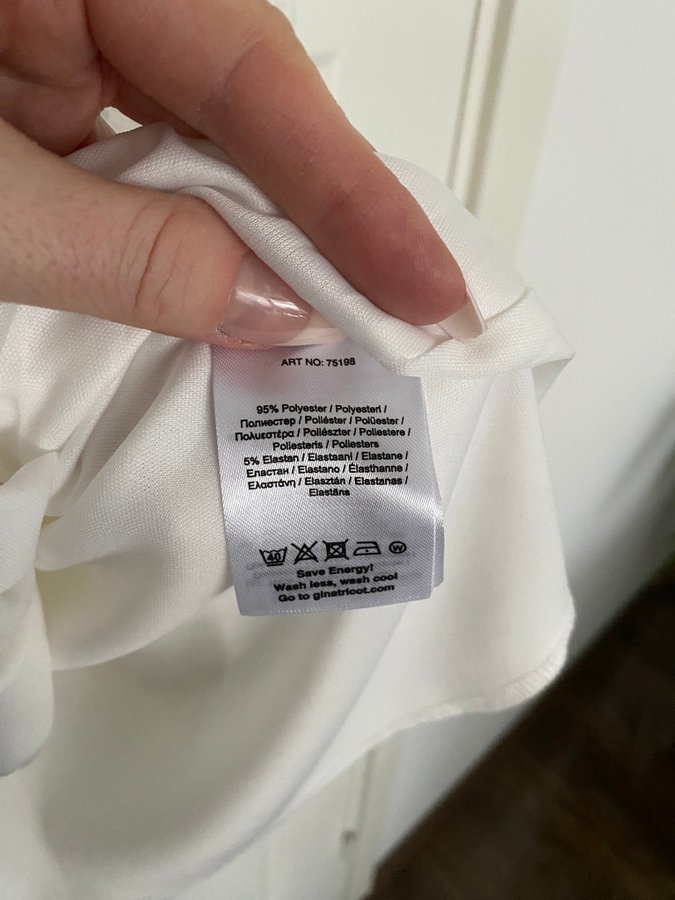 ART NO: 75198
95% Polyester / Polyesteri /
Полиестер / Poliéster / Polüester /
Πολυεστέρα / Poliészter / Poliestere /
Poliesteris / Poliesters
5% Elastan / Elastaani / Elastane /
Еластан / Elastano / Élasthanne /
Ελαστάνη / Elasztán / Elastanas /
Elastāns
40 W
Save Energy!
Wash less, wash cool
Go to ginatricot.com